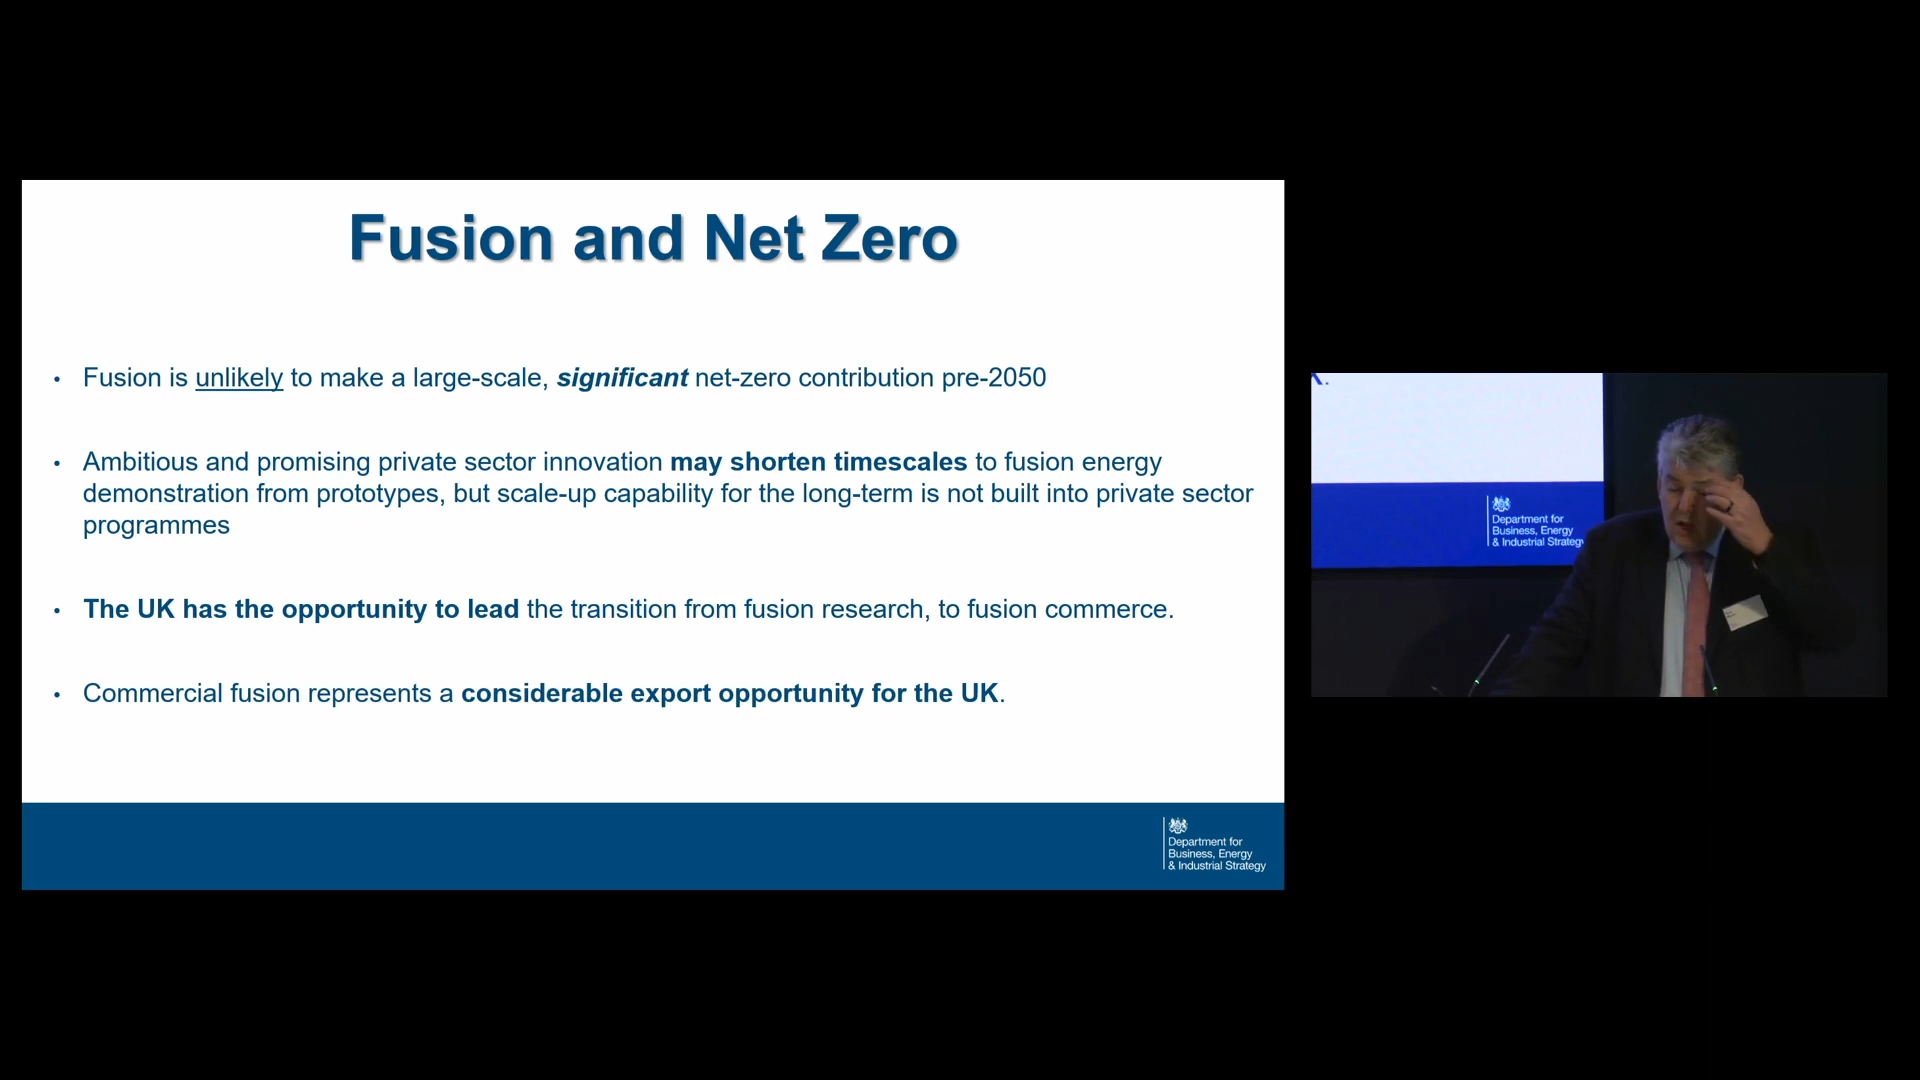 Fusion and Net Zero
• Fusion is unlikely to make a large-scale, significant net-zero contribution pre-2050
• Ambitious and promising private sector innovation may shorten timescales to fusion energy
demonstration from prototypes, but scale-up capability for the long-term is not built into private sector
programmes
• The UK has the opportunity to lead the transition from fusion research, to fusion commerce.
• Commercial fusion represents a considerable export opportunity for the UK.
Department for
Business, Energy
& Industrial Strategy
Department for
Business, Energy
& Industrial Strategy